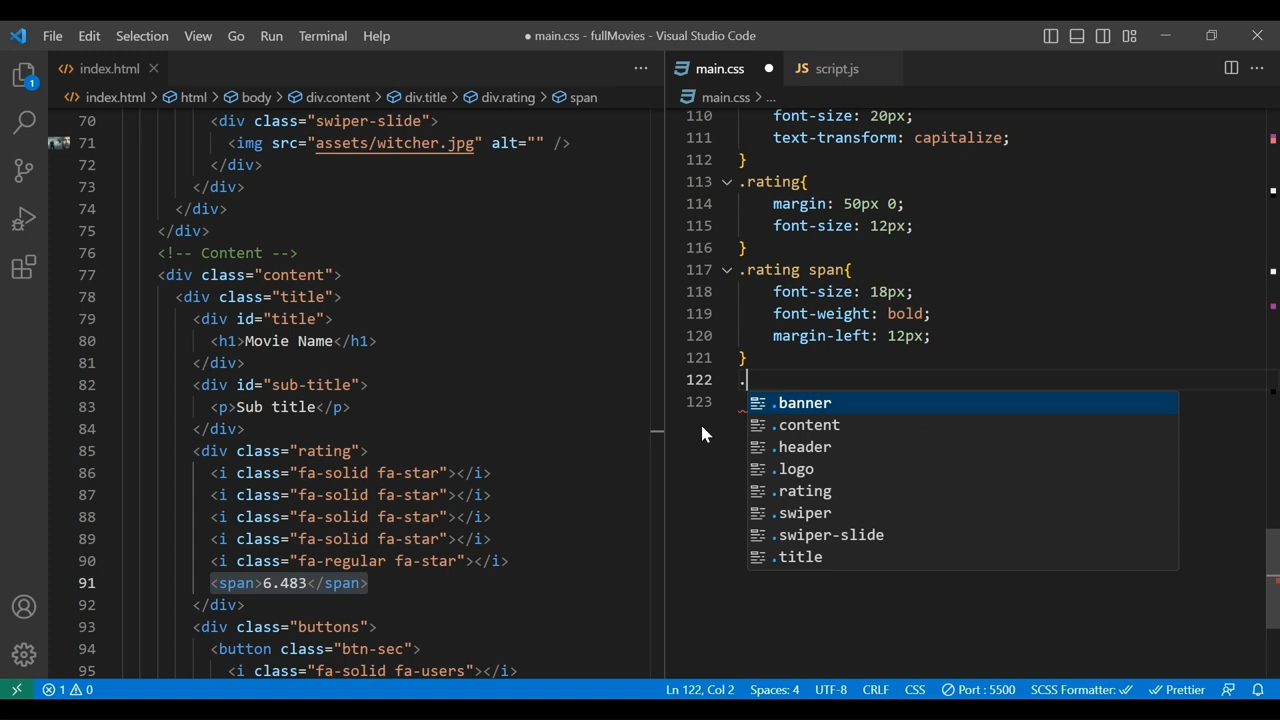 File Edit Selection View Go Run Terminal Help
● main.css - fullMovies - Visual Studio Code
1
index.html
index.html > html > body > div.content > div.title > div.rating > span
70 <div class="swiper-slide">
71 <img src="assets/witcher.jpg" alt="" />
72 </div>
73 </div>
74 </div>
75 </div>
76 <!-- Content -->
77 <div class="content">
78 <div class="title">
79 <div id="title">
80 <h1>Movie Name</h1>
81 </div>
82 <div id="sub-title">
83 <p>Sub title</p>
84 </div>
85 <div class="rating">
86 <i class="fa-solid fa-star"></i>
87 <i class="fa-solid fa-star"></i>
88 <i class="fa-solid fa-star"></i>
89 <i class="fa-solid fa-star"></i>
90 <i class="fa-regular fa-star"></i>
91 <span>6.483</span>
92 </div>
93 <div class="buttons">
94 <button class="btn-sec">
95 <i class="fa-solid fa-users"></i>
main.css ● JS script.js
main.css > ...
110 font-size: 20px;
111 text-transform: capitalize;
112 }
113 .rating{
114 margin: 50px 0;
115 font-size: 12px;
116 }
117 .rating span{
118 font-size: 18px;
119 font-weight: bold;
120 margin-left: 12px;
121 }
122 .
123
.banner
.content
.header
.logo
.rating
.swiper
.swiper-slide
.title
1 0
Ln 122, Col 2 Spaces: 4 UTF-8 CRLF CSS Port : 5500 SCSS Formatter: Prettier